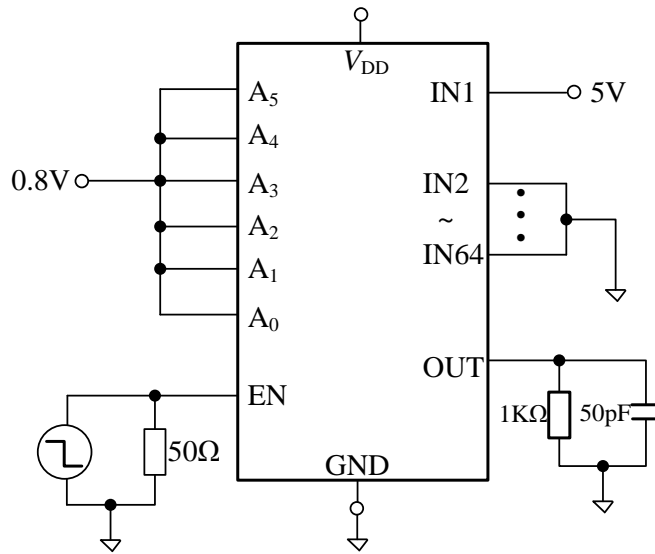 V_DD
A_5
IN1
5V
A_4
0.8V
A_3
IN2
A_2
~
A_1
IN64
A_0
OUT
EN
1KΩ
50pF
50Ω
GND